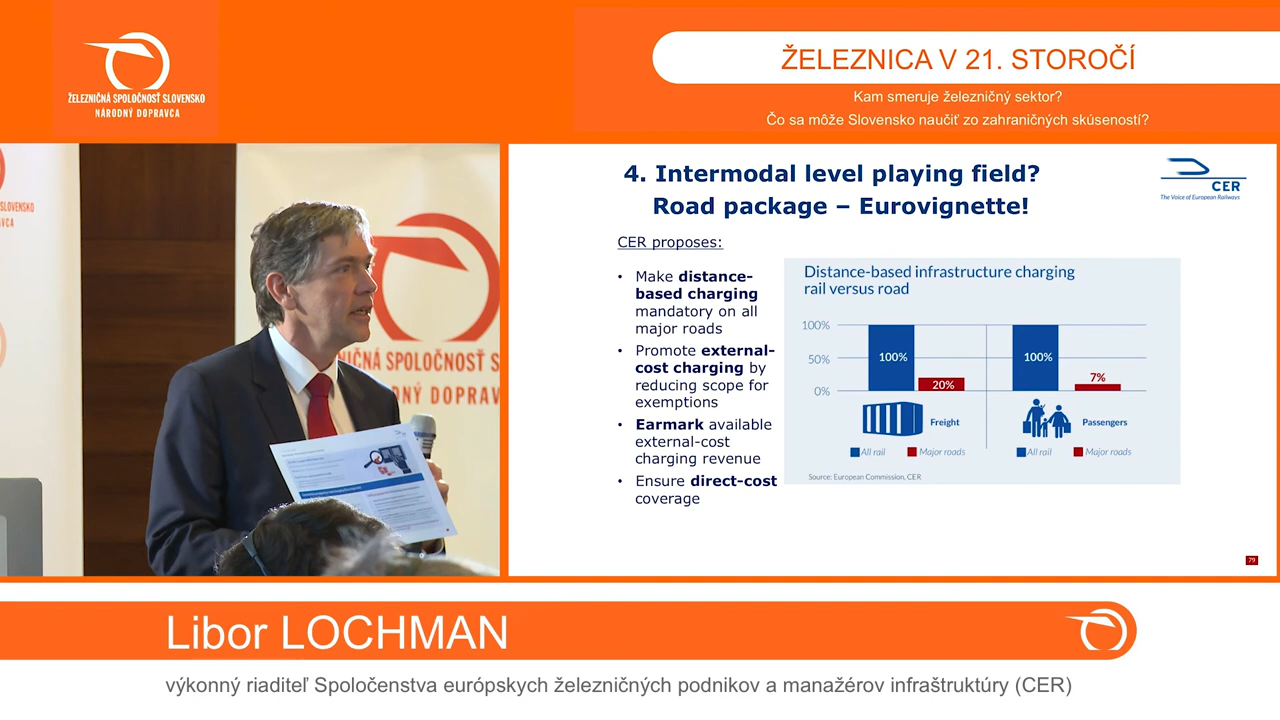 ŽELEZNIČNÁ SPOLOČNOSŤ SLOVENSKO
NÁRODNÝ DOPRAVCA
ŽELEZNICA V 21. STOROČÍ
Kam smeruje železničný sektor?
Čo sa môže Slovensko naučiť zo zahraničných skúseností?
SLOVENSKO
VCA
NIČNÁ SPOLOČNOSŤ S
DNÝ DOPRAVC
4. Intermodal level playing field?
Road package – Eurovignette!
CER
The Voice of European Railways
CER proposes:
• Make distance-
based charging
mandatory on all
major roads
• Promote external-
cost charging by
reducing scope for
exemptions
• Earmark available
external-cost
charging revenue
• Ensure direct-cost
coverage
Distance-based infrastructure charging
rail versus road
100%
50%
0%
100%
20%
100%
7%
Freight
Passengers
All rail
Major roads
All rail
Major roads
Source: European Commission, CER
79
Libor LOCHMAN
výkonný riaditeľ Spoločenstva európskych železničných podnikov a manažérov infraštruktúry (CER)